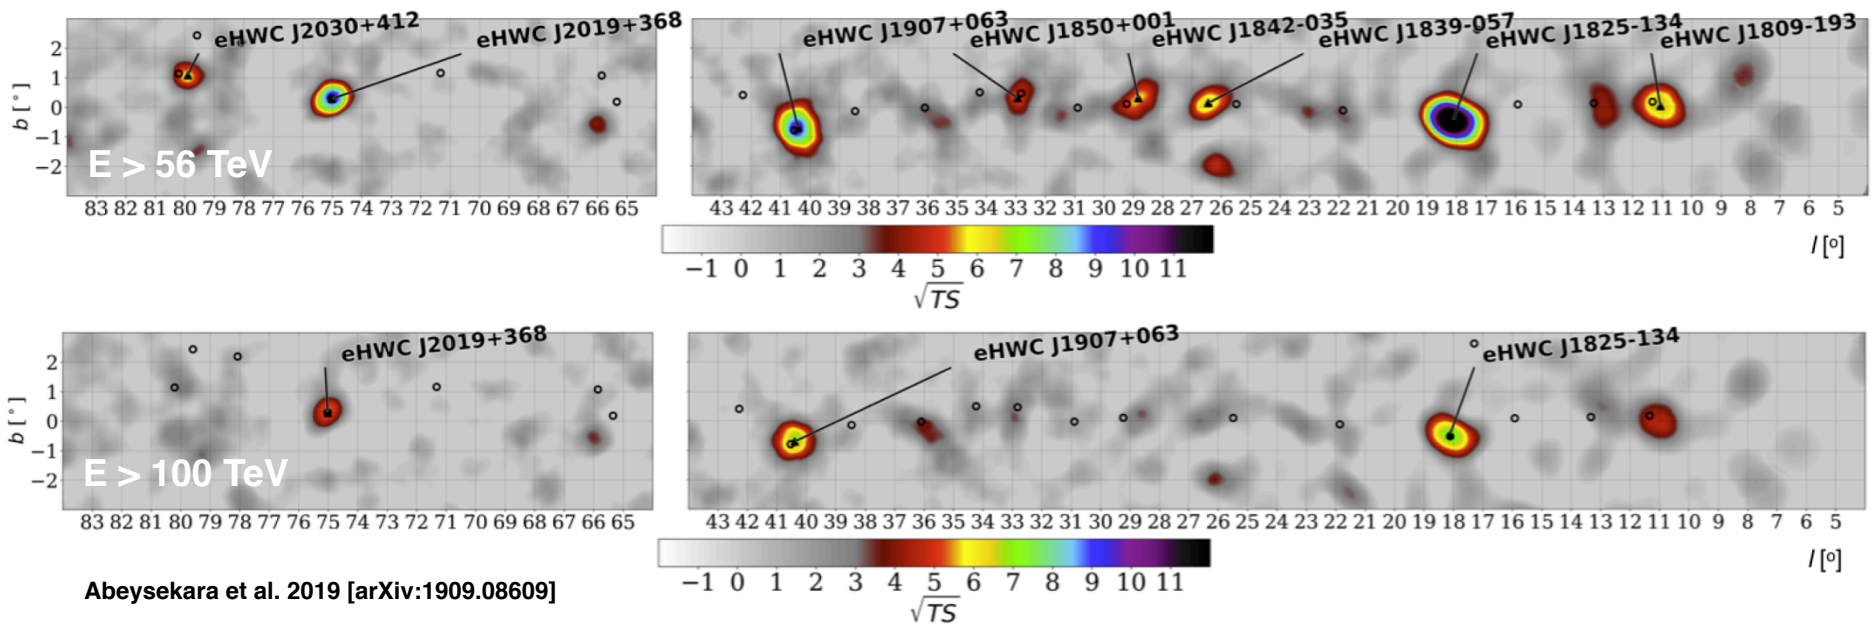 eHWC J2030+412 eHWC J2019+368 eHWC J1907+063 eHWC J1850+001 eHWC J1842-035 eHWC J1839-057 eHWC J1825-134 eHWC J1809-193
2
1
0
−1
−2
b [°]
E > 56 TeV
83 82 81 80 79 78 77 76 75 74 73 72 71 70 69 68 67 66 65
43 42 41 40 39 38 37 36 35 34 33 32 31 30 29 28 27 26 25 24 23 22 21 20 19 18 17 16 15 14 13 12 11 10 9 8 7 6 5
l [o]
−1 0 1 2 3 4 5 6 7 8 9 10 11
√TS
eHWC J2019+368 eHWC J1907+063 eHWC J1825-134
2
1
0
−1
−2
b [°]
E > 100 TeV
83 82 81 80 79 78 77 76 75 74 73 72 71 70 69 68 67 66 65
43 42 41 40 39 38 37 36 35 34 33 32 31 30 29 28 27 26 25 24 23 22 21 20 19 18 17 16 15 14 13 12 11 10 9 8 7 6 5
l [o]
−1 0 1 2 3 4 5 6 7 8 9 10 11
√TS
Abeysekara et al. 2019 [arXiv:1909.08609]